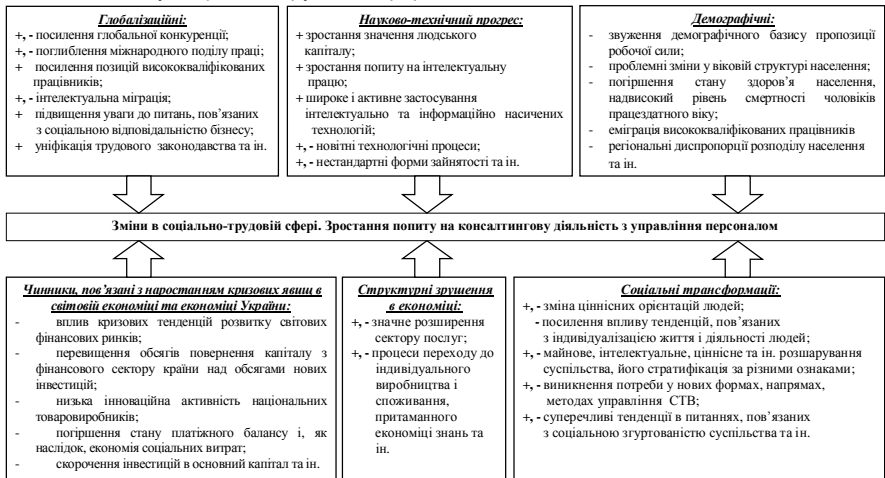 Глобалізаційні:
+, - посилення глобальної конкуренції;
+, - поглиблення міжнародного поділу праці;
+ посилення позицій висококваліфікованих
працівників;
+, - інтелектуальна міграція;
+ підвищення уваги до питань, пов’язаних
з соціальною відповідальністю бізнесу;
+ уніфікація трудового законодавства та ін.
Науково-технічний прогрес:
+ зростання значення людського
капіталу;
+ зростання попиту на інтелектуальну
працю;
+ широке і активне застосування
інтелектуально та інформаційно насичених
технологій;
+, - новітні технологічні процеси;
+, - нестандартні форми зайнятості та ін.
Демографічні:
- звуження демографічного базису пропозиції
робочої сили;
- проблемні зміни у віковій структурі населення;
- погіршення стану здоров’я населення,
надвисокий рівень смертності чоловіків
працездатного віку;
- еміграція висококваліфікованих працівників
- регіональні диспропорції розподілу населення
та ін.
Зміни в соціально-трудовій сфері. Зростання попиту на консалтингову діяльність з управління персоналом
Чинники, пов’язані з наростанням кризових явищ в
світовій економіці та економіці України:
- вплив кризових тенденцій розвитку світових
фінансових ринків;
- перевищення обсягів повернення капіталу з
фінансового сектору країни над обсягами нових
інвестицій;
- низька інноваційна активність національних
товаровиробників;
- погіршення стану платіжного балансу і, як
наслідок, економія соціальних витрат;
- скорочення інвестицій в основний капітал та ін.
Структурні зрушення
в економіці:
+, - значне розширення
сектору послуг;
+, - процеси переходу до
індивідуального
виробництва і
споживання,
притаманного
економіці знань та
ін.
Соціальні трансформації:
+, - зміна ціннісних орієнтацій людей;
- посилення впливу тенденцій, пов’язаних
з індивідуалізацією життя і діяльності людей;
+, - майнове, інтелектуальне, ціннісне та ін. розшарування
суспільства, його стратифікація за різними ознаками;
+, - виникнення потреби у нових формах, напрямах,
методах управління СТВ;
+, - суперечливі тенденції в питаннях, пов’язаних
з соціальною згуртованістю суспільства та ін.